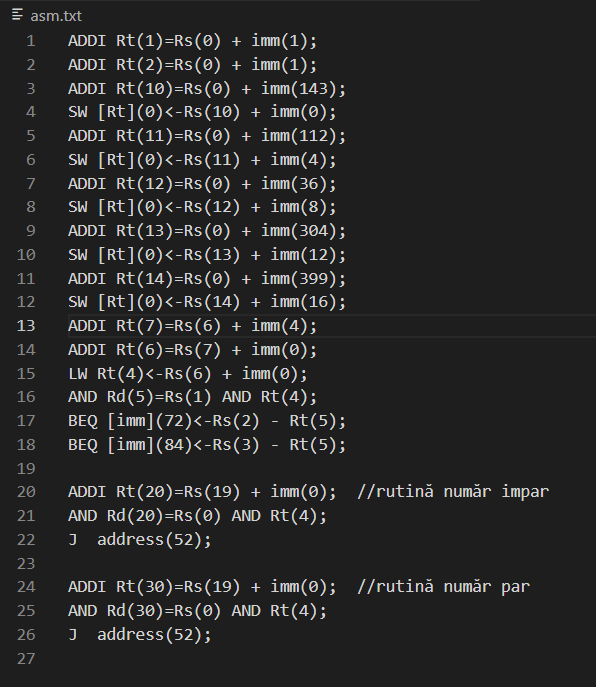 asm.txt
1 ADDI Rt(1)=Rs(0) + imm(1);
2 ADDI Rt(2)=Rs(0) + imm(1);
3 ADDI Rt(10)=Rs(0) + imm(143);
4 SW [Rt](0)<-Rs(10) + imm(0);
5 ADDI Rt(11)=Rs(0) + imm(112);
6 SW [Rt](0)<-Rs(11) + imm(4);
7 ADDI Rt(12)=Rs(0) + imm(36);
8 SW [Rt](0)<-Rs(12) + imm(8);
9 ADDI Rt(13)=Rs(0) + imm(304);
10 SW [Rt](0)<-Rs(13) + imm(12);
11 ADDI Rt(14)=Rs(0) + imm(399);
12 SW [Rt](0)<-Rs(14) + imm(16);
13 ADDI Rt(7)=Rs(6) + imm(4);
14 ADDI Rt(6)=Rs(7) + imm(0);
15 LW Rt(4)<-Rs(6) + imm(0);
16 AND Rd(5)=Rs(1) AND Rt(4);
17 BEQ [imm](72)<-Rs(2) - Rt(5);
18 BEQ [imm](84)<-Rs(3) - Rt(5);
19
20 ADDI Rt(20)=Rs(19) + imm(0);  //rutină număr impar
21 AND Rd(20)=Rs(0) AND Rt(4);
22 J  address(52);
23
24 ADDI Rt(30)=Rs(19) + imm(0);  //rutină număr par
25 AND Rd(30)=Rs(0) AND Rt(4);
26 J  address(52);
27